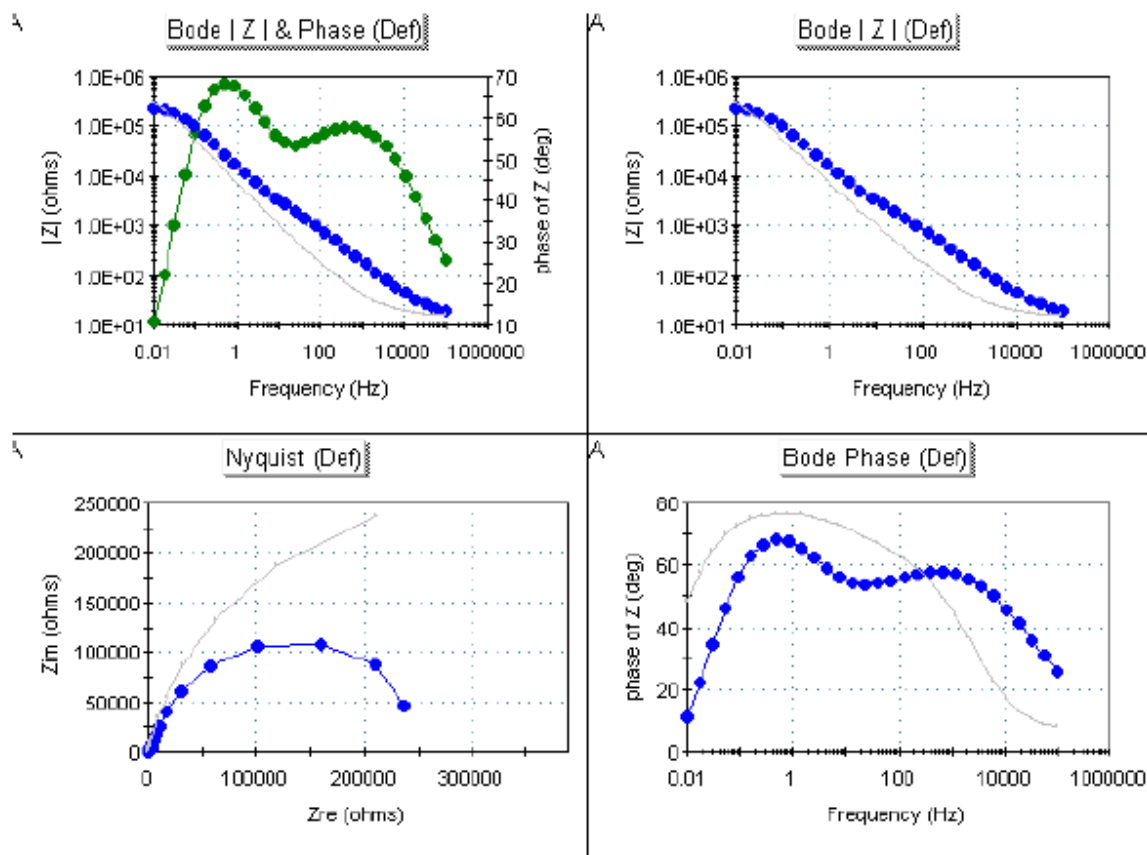 A
Bode | Z | & Phase (Def)
1.0E+06
1.0E+05
1.0E+04
1.0E+03
1.0E+02
1.0E+01
|Z| (ohms)
70
60
50
40
30
20
10
phase of Z (deg)
0.01
1
100
10000
1000000
Frequency (Hz)
A
Bode | Z | (Def)
1.0E+06
1.0E+05
1.0E+04
1.0E+03
1.0E+02
1.0E+01
|Z| (ohms)
0.01
1
100
10000
1000000
Frequency (Hz)
A
Nyquist (Def)
250000
200000
150000
100000
50000
0
Zim (ohms)
0
100000
200000
300000
Zre (ohms)
A
Bode Phase (Def)
80
60
40
20
0
phase of Z (deg)
0.01
1
100
10000
1000000
Frequency (Hz)